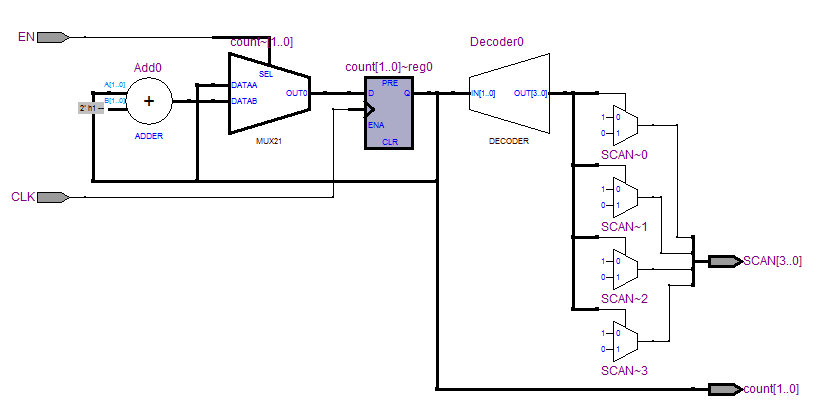 EN
count~[1..0]
SEL
DATAA
DATAB
OUT0
MUX21
Add0
A[1..0]
B[1..0]
2' h1
+
ADDER
count[1..0]~reg0
PRE
D
Q
ENA
CLR
Decoder0
IN[1..0]
OUT[3..0]
DECODER
CLK
1
0
0
1
SCAN~0
1
0
0
1
SCAN~1
1
0
0
1
SCAN~2
1
0
0
1
SCAN~3
SCAN[3..0]
count[1..0]